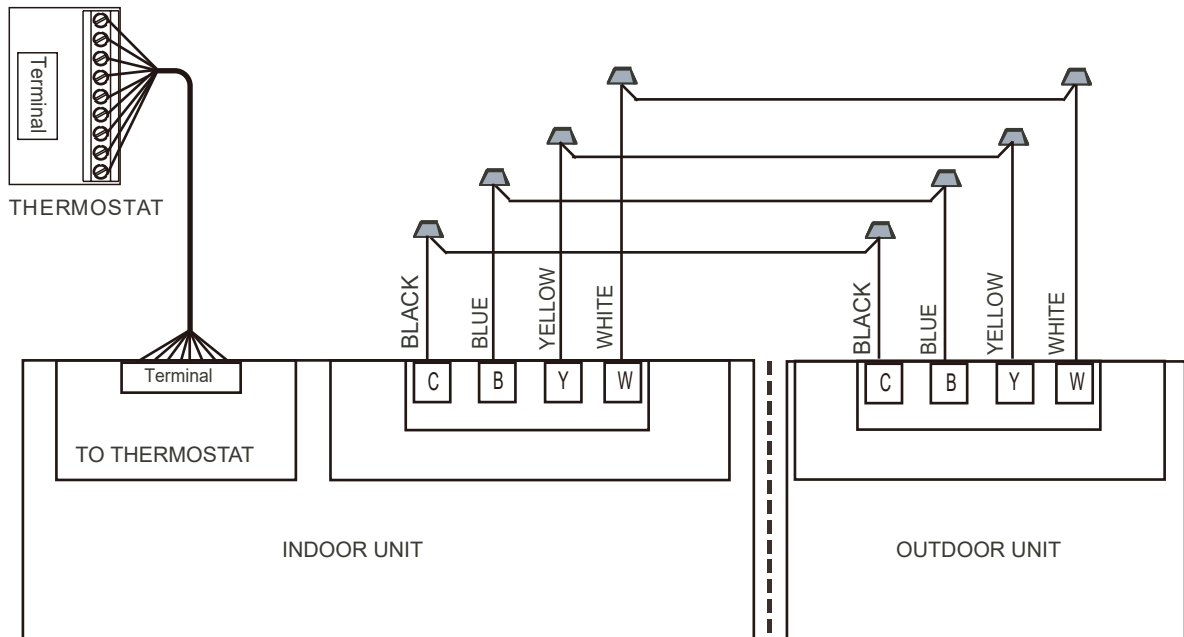 Terminal
THERMOSTAT
BLACK
BLUE
YELLOW
WHITE
BLACK
BLUE
YELLOW
WHITE
Terminal
C
B
Y
W
C
B
Y
W
TO THERMOSTAT
INDOOR UNIT
OUTDOOR UNIT